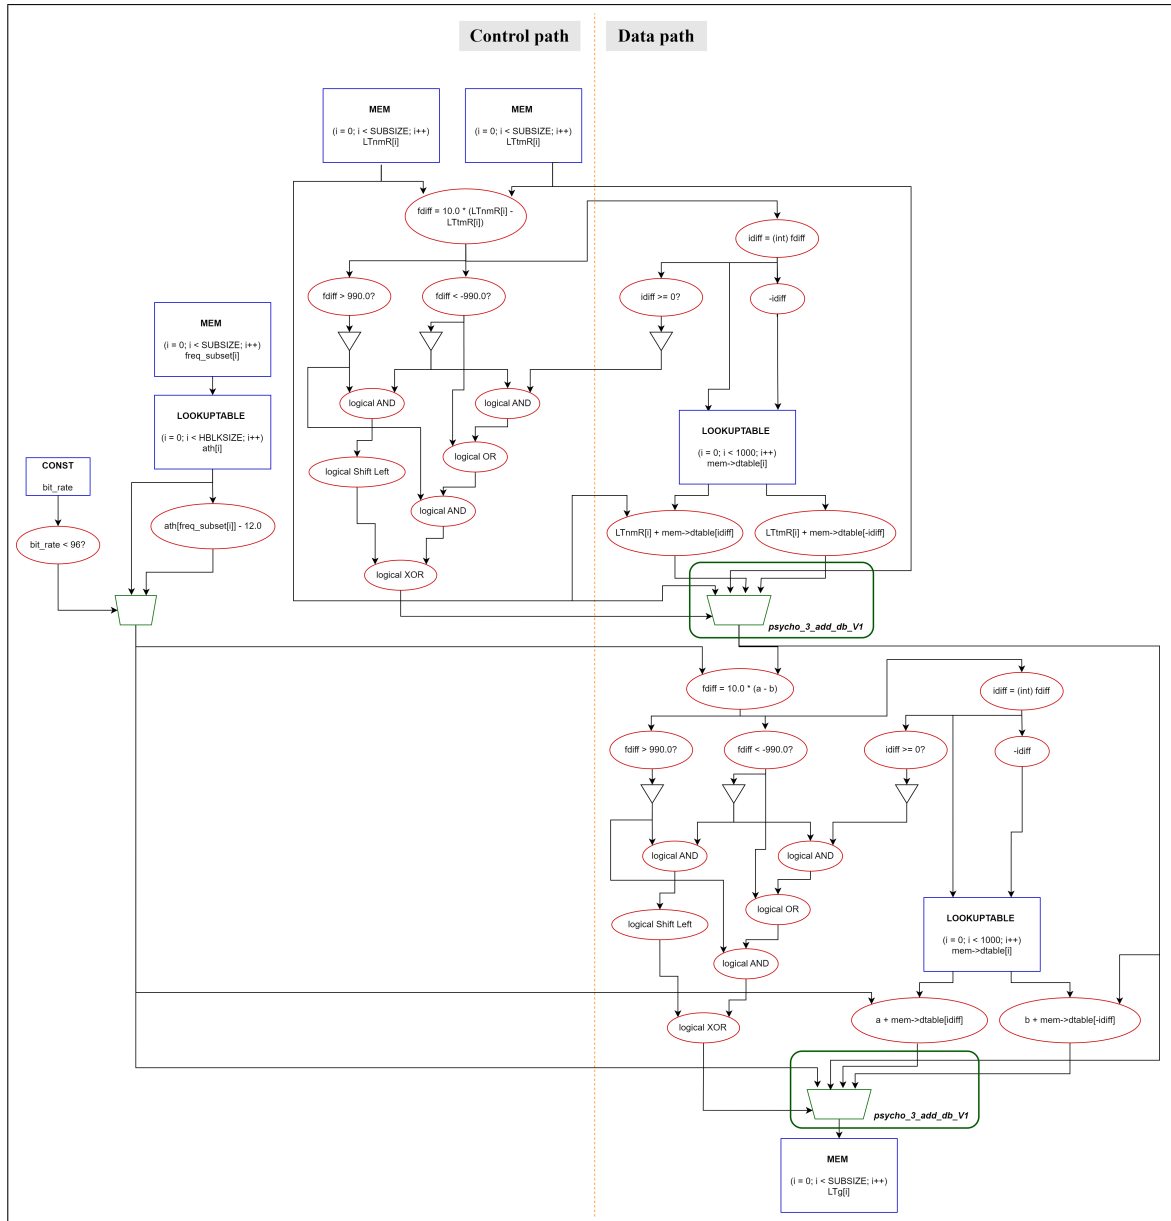 Control path
Data path
MEM
(i = 0; i < SUBSIZE; i++)
LTnmR[i]
MEM
(i = 0; i < SUBSIZE; i++)
LTtmR[i]
fdiff = 10.0 * (LTnmR[i] -
LTtmR[i])
idiff = (int) fdiff
fdiff > 990.0?
fdiff < -990.0?
idiff >= 0?
-idiff
MEM
(i = 0; i < SUBSIZE; i++)
freq_subset[i]
logical AND
logical AND
LOOKUPTABLE
(i = 0; i < HBLKSIZE; i++)
ath[i]
LOOKUPTABLE
(i = 0; i < 1000; i++)
mem->dtable[i]
logical OR
logical Shift Left
CONST
bit_rate
logical AND
ath[freq_subset[i]] - 12.0
bit_rate < 96?
LTnmR[i] + mem->dtable[idiff]
LTtmR[i] + mem->dtable[-idiff]
logical XOR
psycho_3_add_db_V1
fdiff = 10.0 * (a - b)
idiff = (int) fdiff
fdiff > 990.0?
fdiff < -990.0?
idiff >= 0?
-idiff
logical AND
logical AND
logical OR
logical Shift Left
LOOKUPTABLE
(i = 0; i < 1000; i++)
mem->dtable[i]
logical AND
logical XOR
a + mem->dtable[idiff]
b + mem->dtable[-idiff]
psycho_3_add_db_V1
MEM
(i = 0; i < SUBSIZE; i++)
LTg[i]